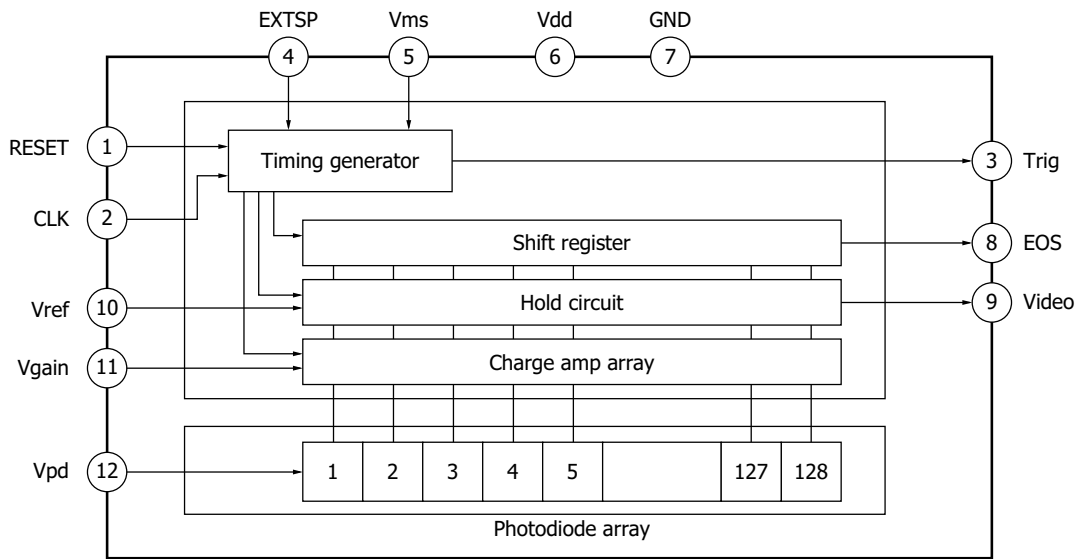 EXTSP Vms Vdd GND
4 5 6 7
RESET 1 Timing generator 3 Trig
CLK 2
Shift register 8 EOS
Vref 10 Hold circuit 9 Video
Vgain 11 Charge amp array
Vpd 12 1 2 3 4 5 127 128
Photodiode array